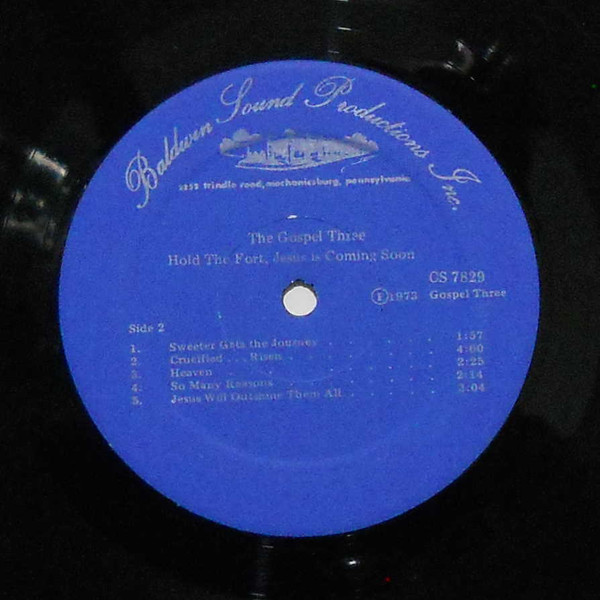 Baldwin Sound Productions Inc.
3252 trindle road, mechanicsburg, pennsylvania
The Gospel Three
Hold The Fort, Jesus is Coming Soon
CS 7829
Ⓟ1973 Gospel Three
Side 2
1. Sweeter Gets the Journey 1:57
2. Crucified . . . Risen 4:00
3. Heaven 2:25
4. So Many Reasons 2:14
5. Jesus Will Outshine Them All 3:04